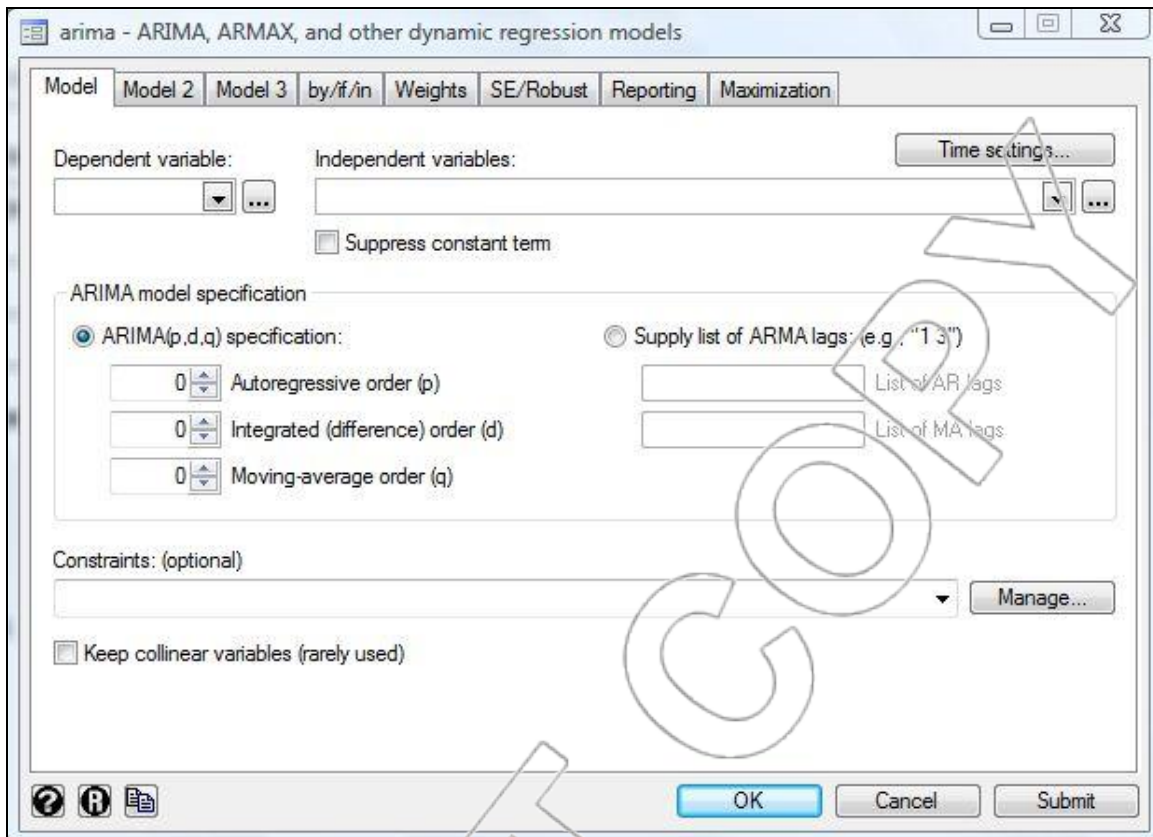 arima - ARIMA, ARMAX, and other dynamic regression models
Model Model 2 Model 3 by/if/in Weights SE/Robust Reporting Maximization
Time settings...
Dependent variable: Independent variables:
... ...
Suppress constant term
ARIMA model specification
ARIMA(p,d,q) specification: Supply list of ARMA lags: (e.g., "1 3")
0 Autoregressive order (p) List of AR lags
0 Integrated (difference) order (d) List of MA lags
0 Moving-average order (q)
Constraints: (optional)
Manage...
Keep collinear variables (rarely used)
? R OK Cancel Submit
T COPY